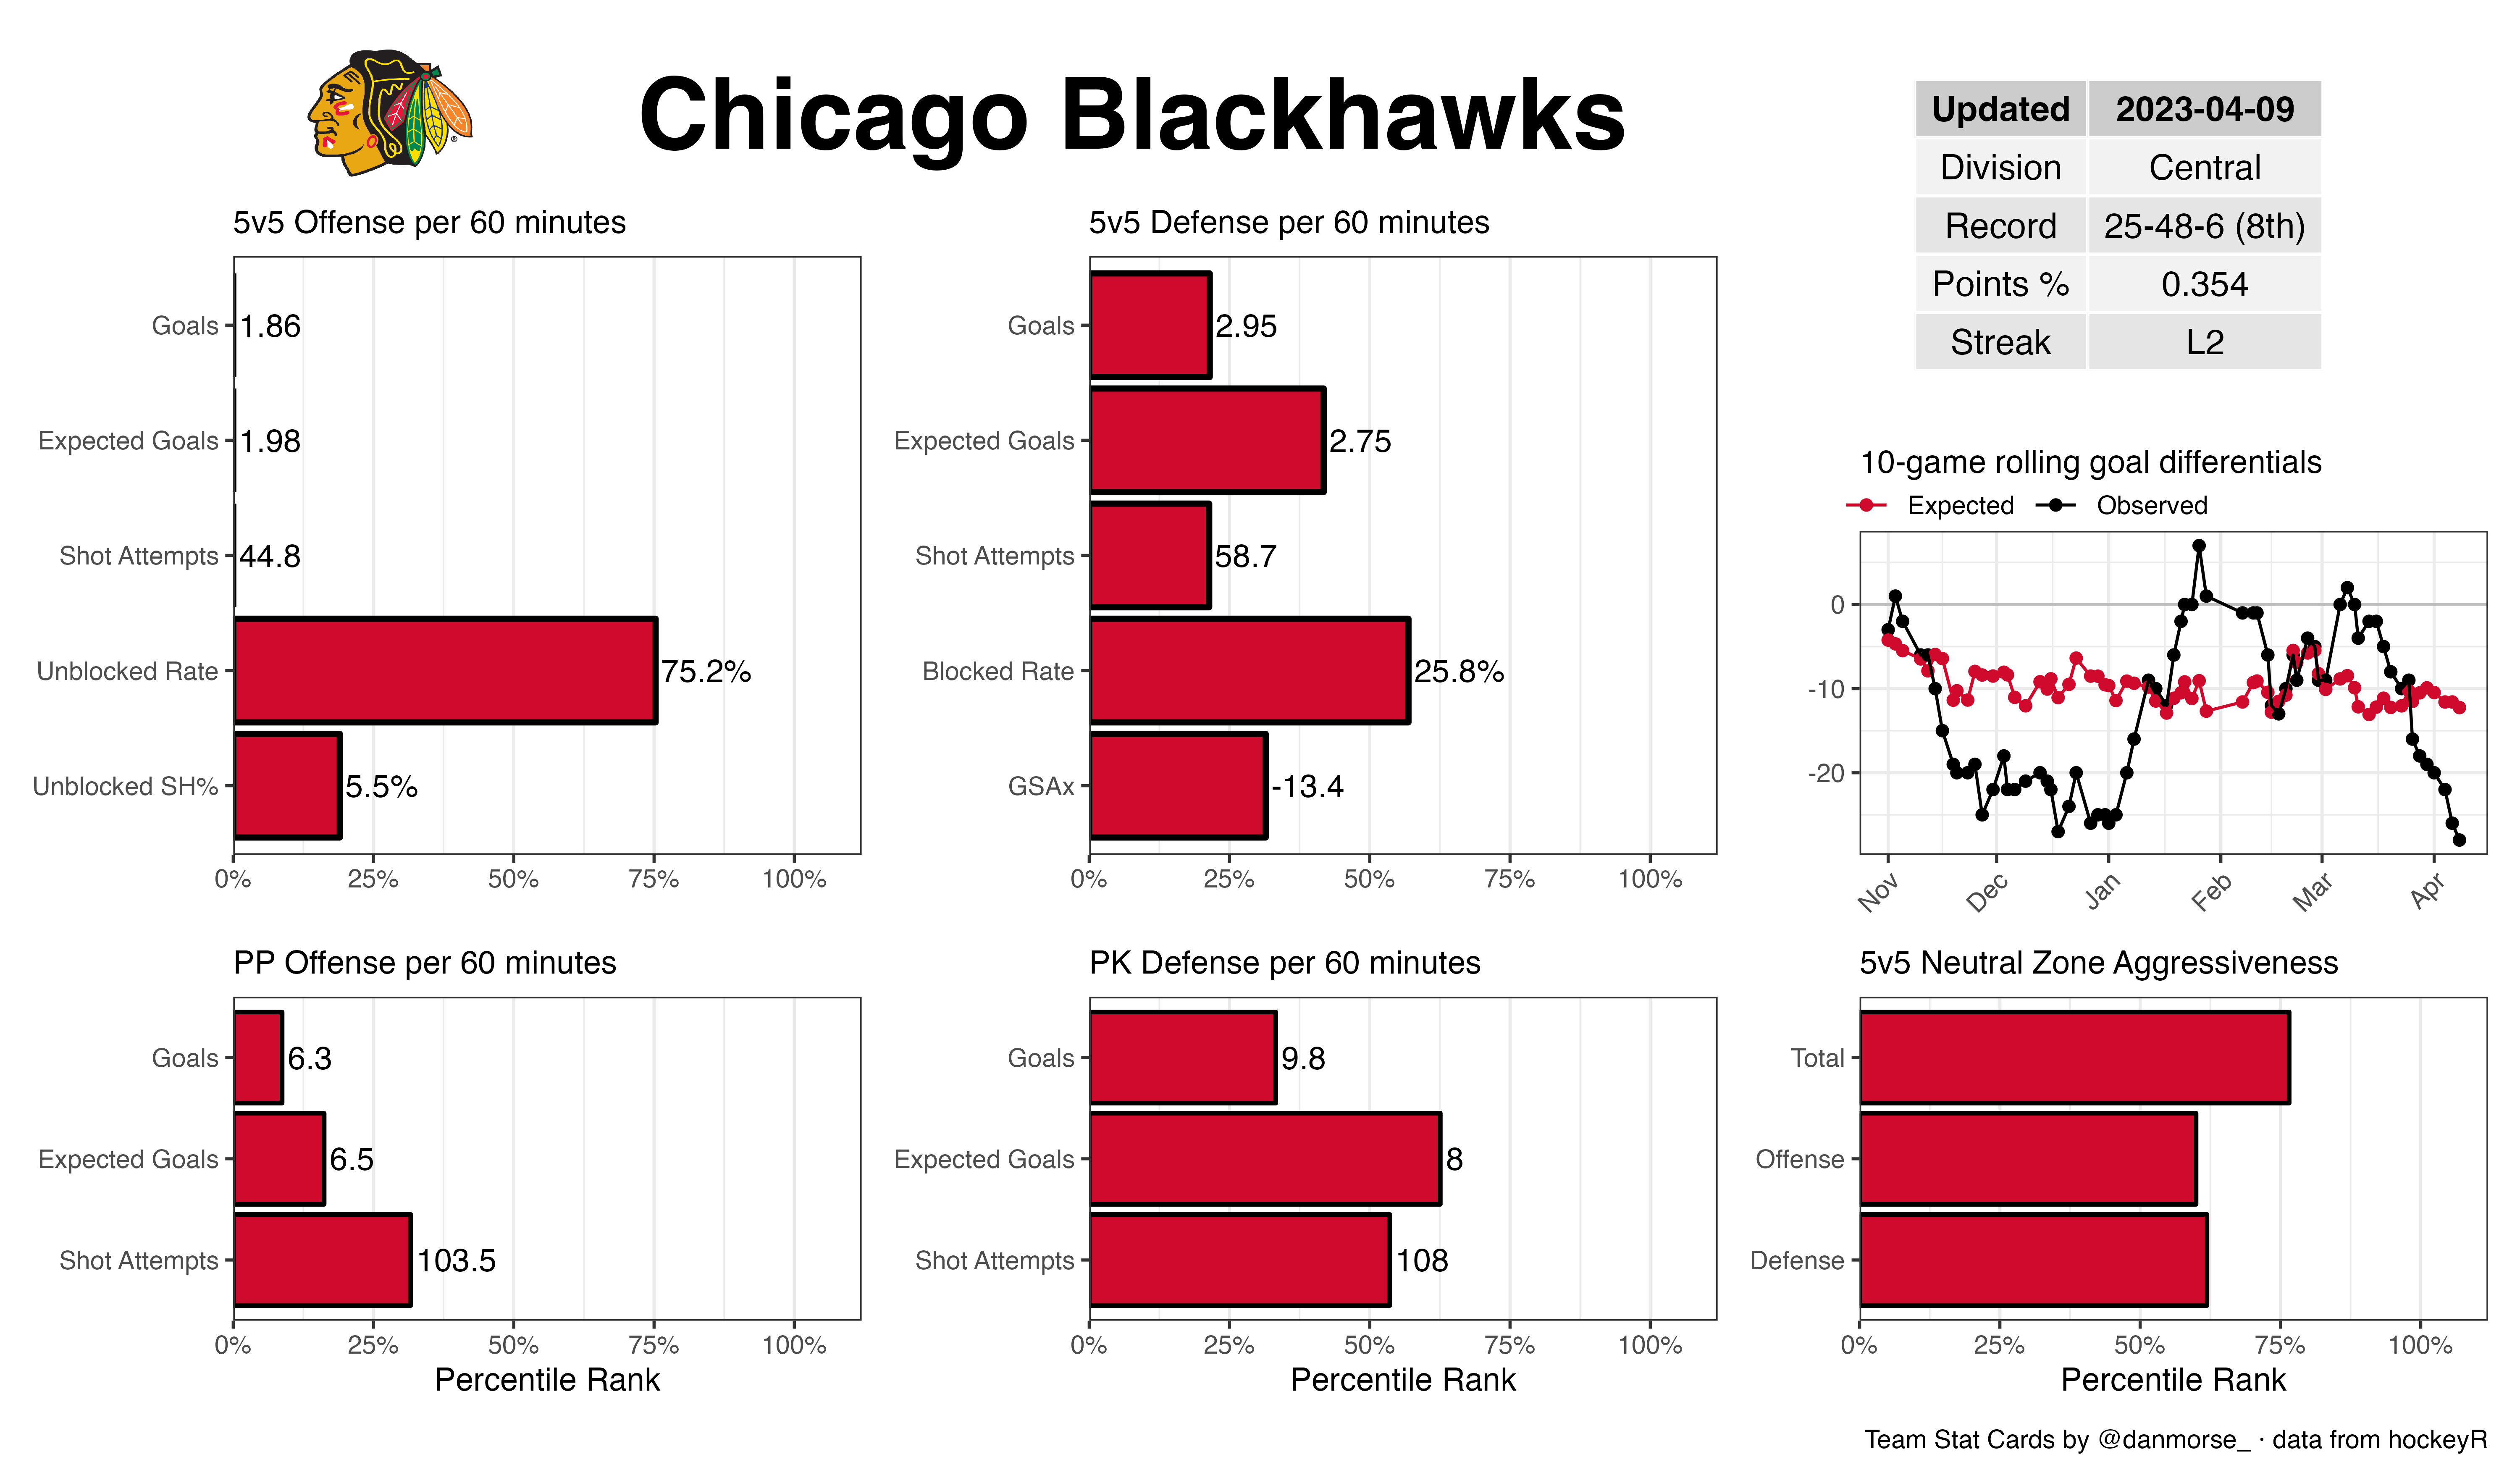 Chicago Blackhawks
Updated 2023-04-09
Division Central
Record 25-48-6 (8th)
Points % 0.354
Streak L2
5v5 Offense per 60 minutes
Goals 1.86
Expected Goals 1.98
Shot Attempts 44.8
Unblocked Rate 75.2%
Unblocked SH% 5.5%
0% 25% 50% 75% 100%
5v5 Defense per 60 minutes
Goals 2.95
Expected Goals 2.75
Shot Attempts 58.7
Blocked Rate 25.8%
GSAx -13.4
0% 25% 50% 75% 100%
10-game rolling goal differentials
Expected Observed
0
-10
-20
Nov Dec Jan Feb Mar Apr
PP Offense per 60 minutes
Goals 6.3
Expected Goals 6.5
Shot Attempts 103.5
0% 25% 50% 75% 100%
Percentile Rank
PK Defense per 60 minutes
Goals 9.8
Expected Goals 8
Shot Attempts 108
0% 25% 50% 75% 100%
Percentile Rank
5v5 Neutral Zone Aggressiveness
Total
Offense
Defense
0% 25% 50% 75% 100%
Percentile Rank
Team Stat Cards by @danmorse_ · data from hockeyR